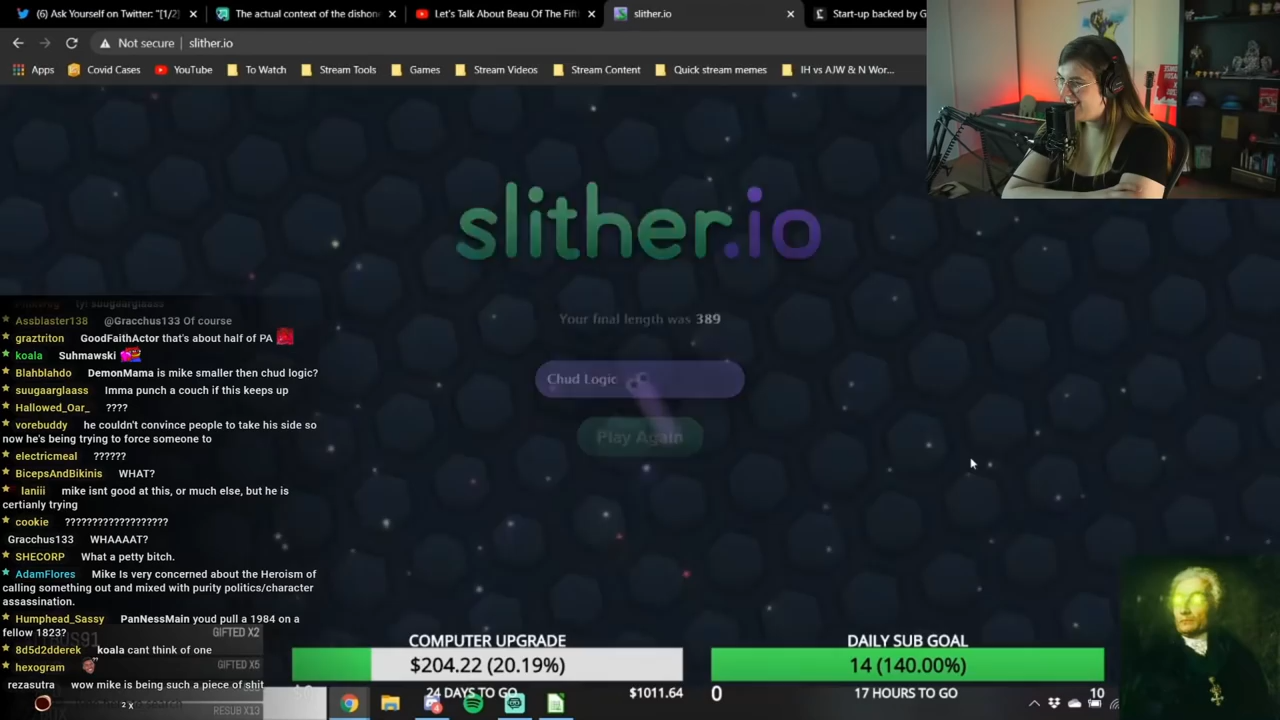 (6) Ask Yourself on Twitter: "[1/2] The actual context of the dishone Let's Talk About Beau Of The Fift slither.io Start-up backed by G
Not secure slither.io
Apps Covid Cases YouTube To Watch Stream Tools Games Stream Videos Stream Content Quick stream memes IH vs AJW & N Wor...
slither.io
Your final length was 389
Chud Logic
Play Again
Assblaster138 @Gracchus133 Of course
graztriton GoodFaithActor that's about half of PA
koala Suhmawski
Blahblahdo DemonMama is mike smaller then chud logic?
suugaarglaass Imma punch a couch if this keeps up
Hallowed_Oar_ ????
vorebuddy he couldn't convince people to take his side so
now he's being trying to force someone to
electricmeal ??????
BicepsAndBikinis WHAT?
laniii mike isnt good at this, or much else, but he is
certianly trying
cookie ???????????????????
Gracchus133 WHAAAAT?
SHECORP What a petty bitch.
AdamFlores Mike Is very concerned about the Heroism of
calling something out and mixed with purity politics/character
assassination.
Humphead_Sassy PanNessMain youd pull a 1984 on a
fellow 1823?
GIFTED X2
8d5d2dderek koala cant think of one
hexogram
GIFTED X5
rezasutra wow mike is being such a piece of shit
2 x
RESUB X13
COMPUTER UPGRADE
$204.22 (20.19%)
24 DAYS TO GO $1011.64
DAILY SUB GOAL
14 (140.00%)
0 17 HOURS TO GO 10